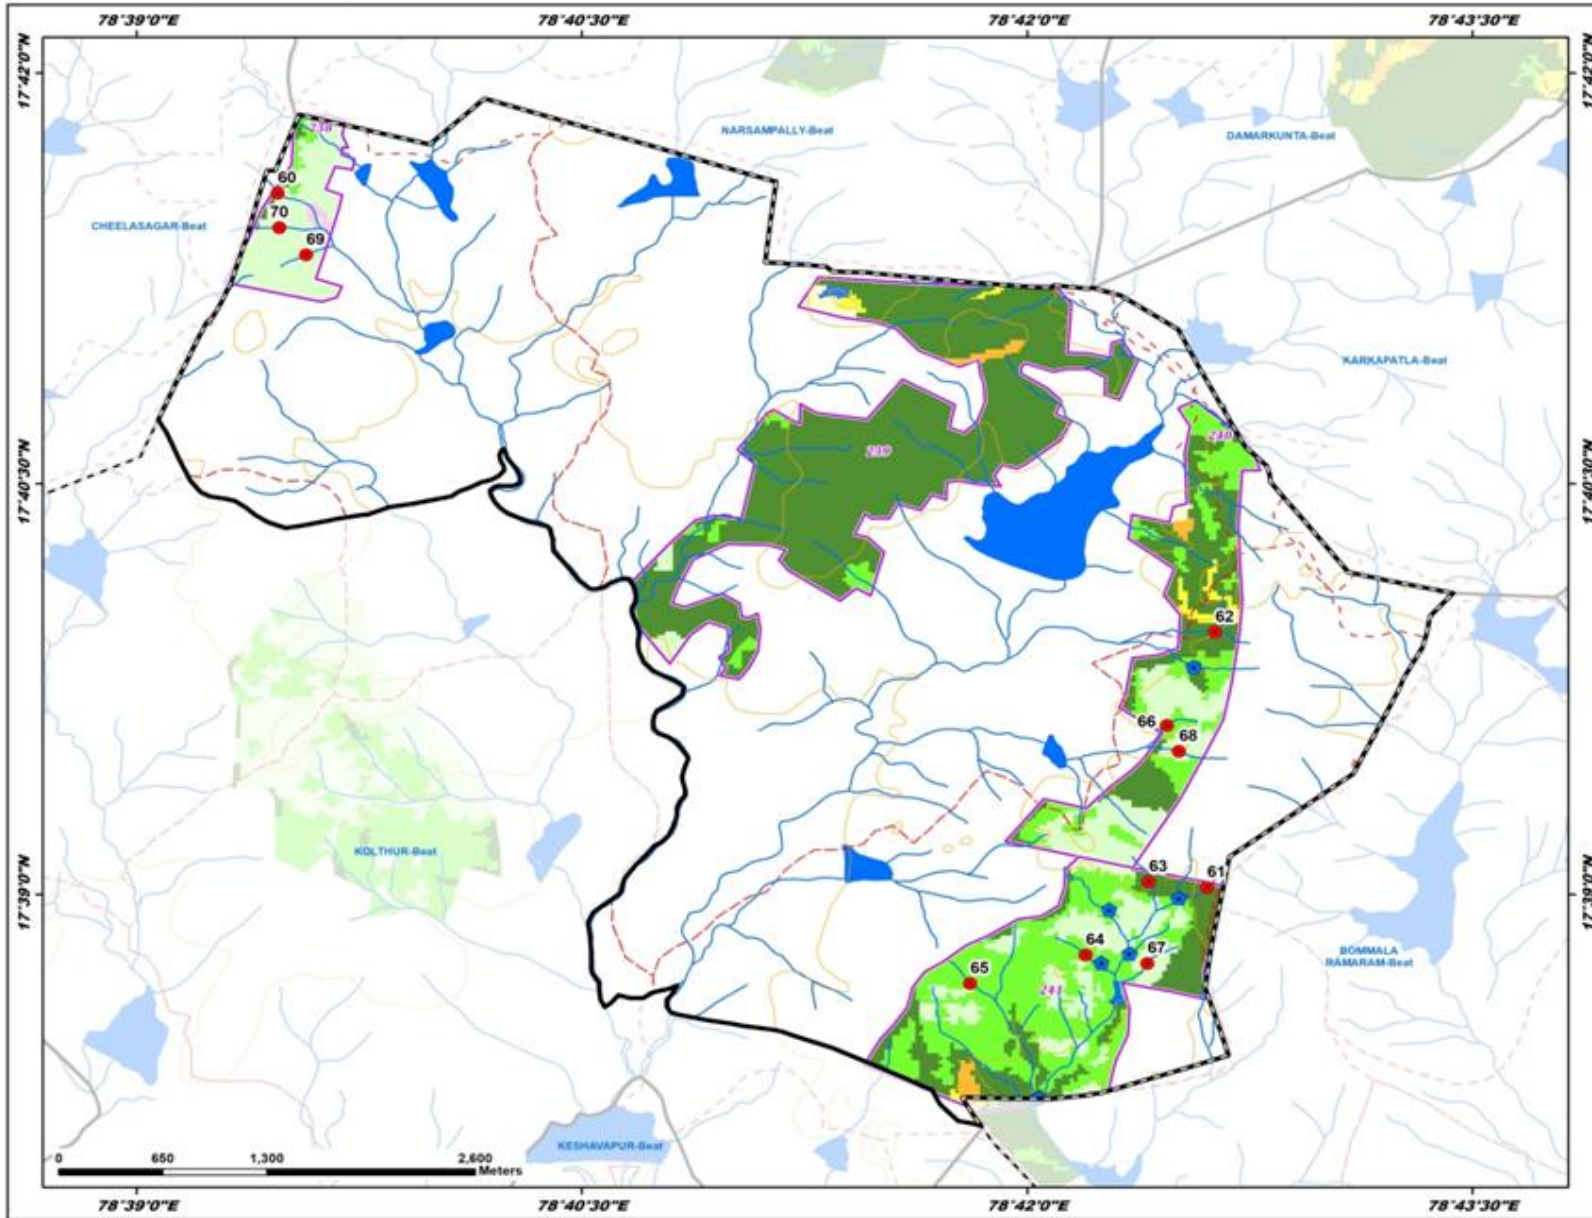 78°39'0"E
78°40'30"E
78°42'0"E
78°43'30"E
17°42'0"N
17°42'0"N
238
NARSAMPALLY-Beat
DAMARKUNTA-Beat
60
CHEELASAGAR-Beat
70
69
KARKAPATLA-Beat
240
239
17°40'30"N
17°40'30"N
62
66
68
KOLTHUR-Beat
63
61
17°39'0"N
17°39'0"N
64
67
BOMMALA
RAMARAM-Beat
65
241
KESHAVAPUR-Beat
0 650 1,300 2,600
Meters
78°39'0"E
78°40'30"E
78°42'0"E
78°43'30"E